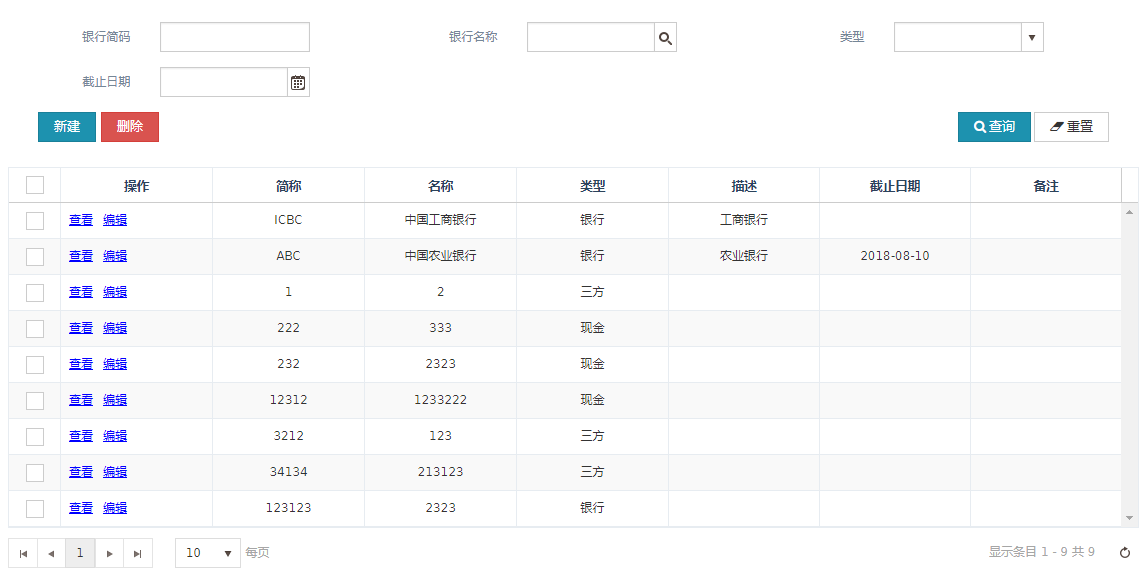 银行简码 银行名称 类型
截止日期
新建 删除 查询 重置
操作 简称 名称 类型 描述 截止日期 备注
查看 编辑 ICBC 中国工商银行 银行 工商银行
查看 编辑 ABC 中国农业银行 银行 农业银行 2018-08-10
查看 编辑 1 2 三方
查看 编辑 222 333 现金
查看 编辑 232 2323 现金
查看 编辑 12312 1233222 现金
查看 编辑 3212 123 三方
查看 编辑 34134 213123 三方
查看 编辑 123123 2323 银行
1 10 每页 显示条目 1 - 9 共 9